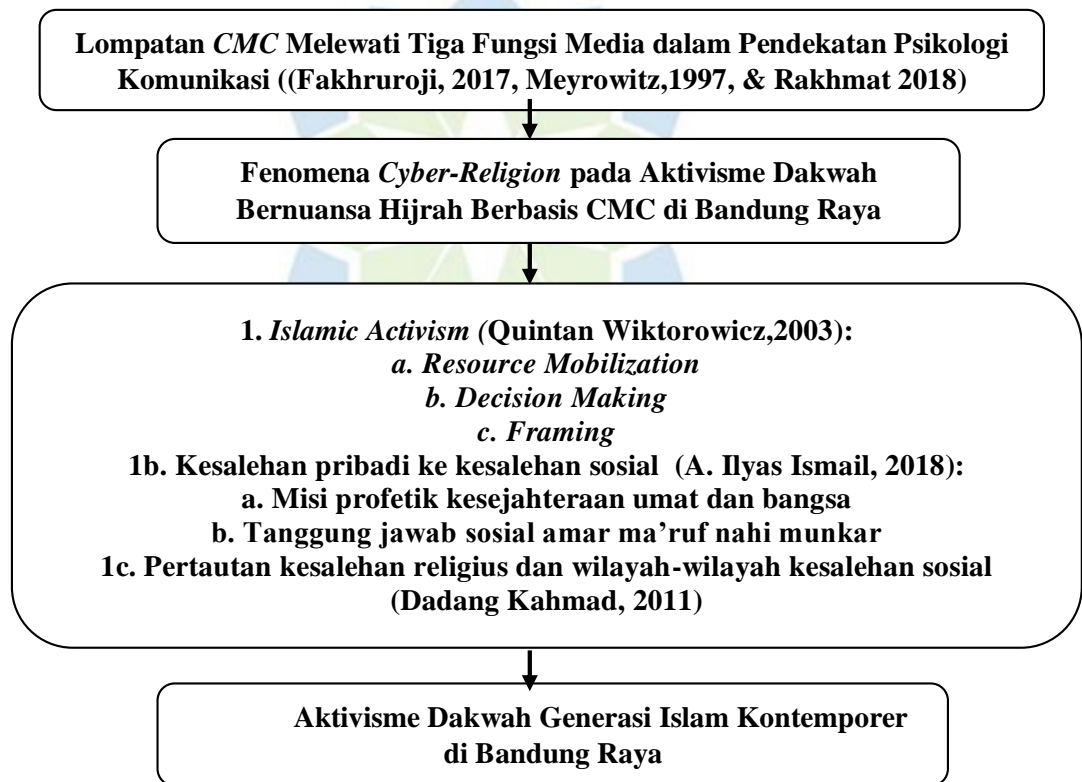 Lompatan CMC Melewati Tiga Fungsi Media dalam Pendekatan Psikologi
Komunikasi ((Fakhruroji, 2017, Meyrowitz,1997, & Rakhmat 2018)
Fenomena Cyber-Religion pada Aktivisme Dakwah
Bernuansa Hijrah Berbasis CMC di Bandung Raya
1. Islamic Activism (Quintan Wiktorowicz,2003):
a. Resource Mobilization
b. Decision Making
c. Framing
1b. Kesalehan pribadi ke kesalehan sosial (A. Ilyas Ismail, 2018):
a. Misi profetik kesejahteraan umat dan bangsa
b. Tanggung jawab sosial amar ma’ruf nahi munkar
1c. Pertautan kesalehan religius dan wilayah-wilayah kesalehan sosial
(Dadang Kahmad, 2011)
Aktivisme Dakwah Generasi Islam Kontemporer
di Bandung Raya